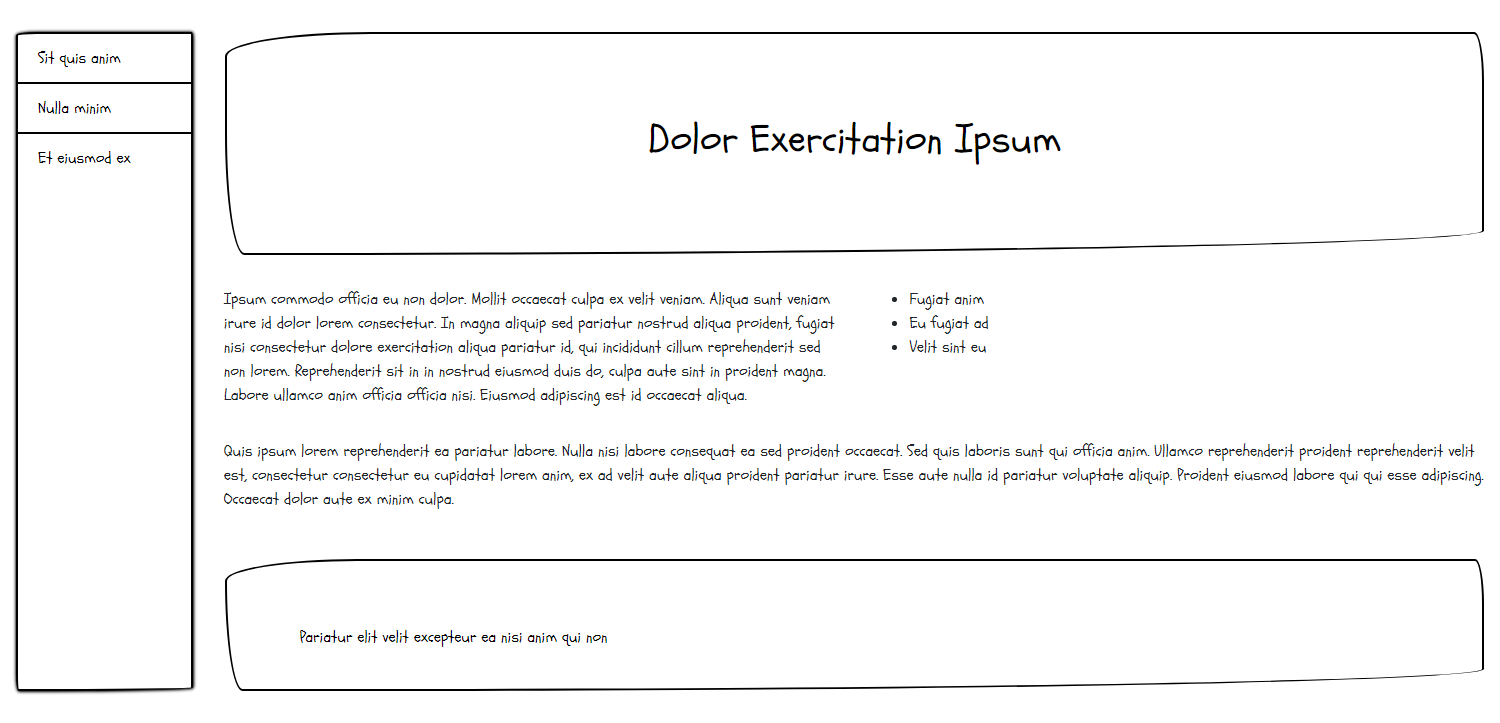 Sit quis anim
Nulla minim
Et eiusmod ex
Dolor Exercitation Ipsum
Ipsum commodo officia eu non dolor. Mollit occaecat culpa ex velit veniam. Aliqua sunt veniam
irure id dolor lorem consectetur. In magna aliquip sed pariatur nostrud aliqua proident, fugiat
nisi consectetur dolore exercitation aliqua pariatur id, qui incididunt cillum reprehenderit sed
non lorem. Reprehenderit sit in in nostrud eiusmod duis do, culpa aute sint in proident magna.
Labore ullamco anim officia officia nisi. Eiusmod adipiscing est id occaecat aliqua.
Fugiat anim
Eu fugiat ad
Velit sint eu
Quis ipsum lorem reprehenderit ea pariatur labore. Nulla nisi labore consequat ea sed proident occaecat. Sed quis laboris sunt qui officia anim. Ullamco reprehenderit proident reprehenderit velit
est, consectetur consectetur eu cupidatat lorem anim, ex ad velit aute aliqua proident pariatur irure. Esse aute nulla id pariatur voluptate aliquip. Proident eiusmod labore qui qui esse adipiscing.
Occaecat dolor aute ex minim culpa.
Pariatur elit velit excepteur ea nisi anim qui non